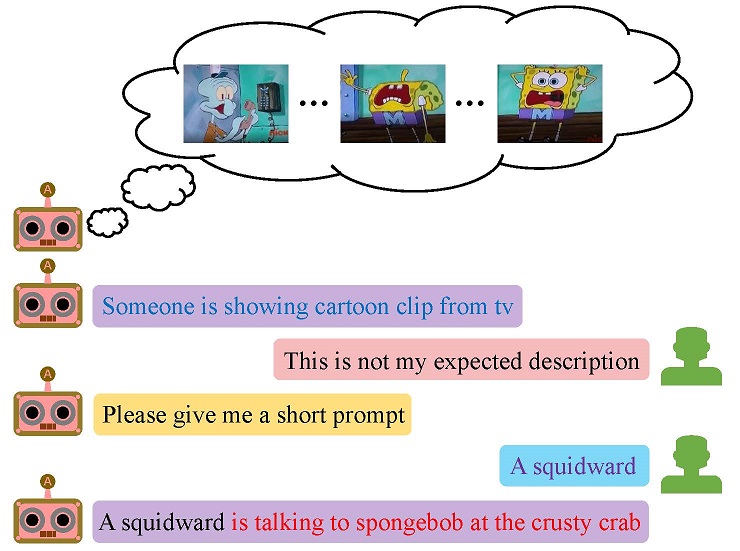 M
M
A
A
Someone is showing cartoon clip from tv
This is not my expected description
A
Please give me a short prompt
A squidward
A
A squidward is talking to spongebob at the crusty crab